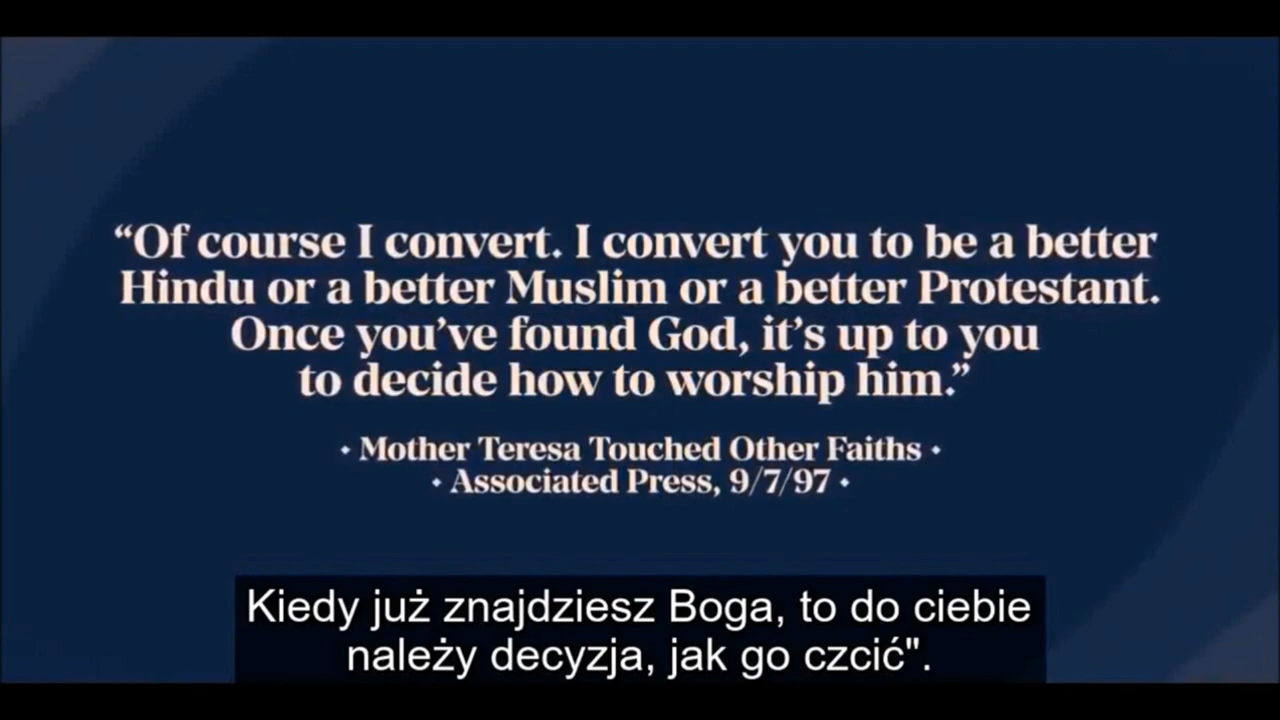 “Of course I convert. I convert you to be a better
Hindu or a better Muslim or a better Protestant.
Once you’ve found God, it’s up to you
to decide how to worship him.”
• Mother Teresa Touched Other Faiths •
• Associated Press, 9/7/97 •
Kiedy już znajdziesz Boga, to do ciebie
należy decyzja, jak go czcić".